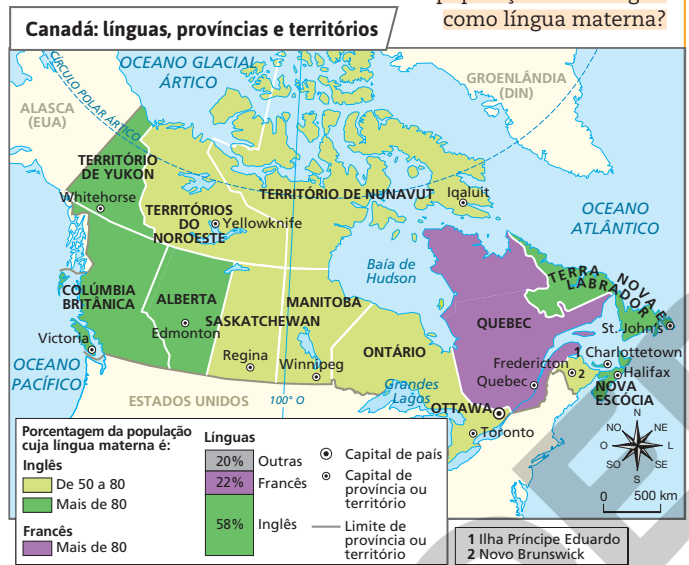 como língua materna?
Canadá: línguas, províncias e territórios
OCEANO GLACIAL
ÁRTICO
CÍRCULO POLAR ÁRTICO
GROENLÂNDIA
(DIN)
ALASCA
(EUA)
TERRITÓRIO
DE YUKON
Whitehorse
TERRITÓRIOS
DO
NOROESTE
Yellowknife
TERRITÓRIO DE NUNAVUT
Iqaluit
OCEANO
ATLÂNTICO
COLÚMBIA
BRITÂNICA
ALBERTA
Edmonton
SASKATCHEWAN
MANITOBA
Baía de
Hudson
TERRA NOVA E
LABRADOR
St. John's
QUEBEC
Victoria
OCEANO
PACÍFICO
Regina
Winnipeg
ONTÁRIO
Fredericton
Quebec
1 Charlottetown
2
Halifax
NOVA
ESCÓCIA
Grandes
Lagos
ESTADOS UNIDOS
100° O
OTTAWA
Toronto
N
NO
NE
O
L
SO
SE
S
0 500 km
Porcentagem da população
cuja língua materna é:
Inglês
De 50 a 80
Mais de 80
Francês
Mais de 80
Línguas
20% Outras
22% Francês
58% Inglês
Capital de país
Capital de
província ou
território
Limite de
província ou
território
1 Ilha Príncipe Eduardo
2 Novo Brunswick